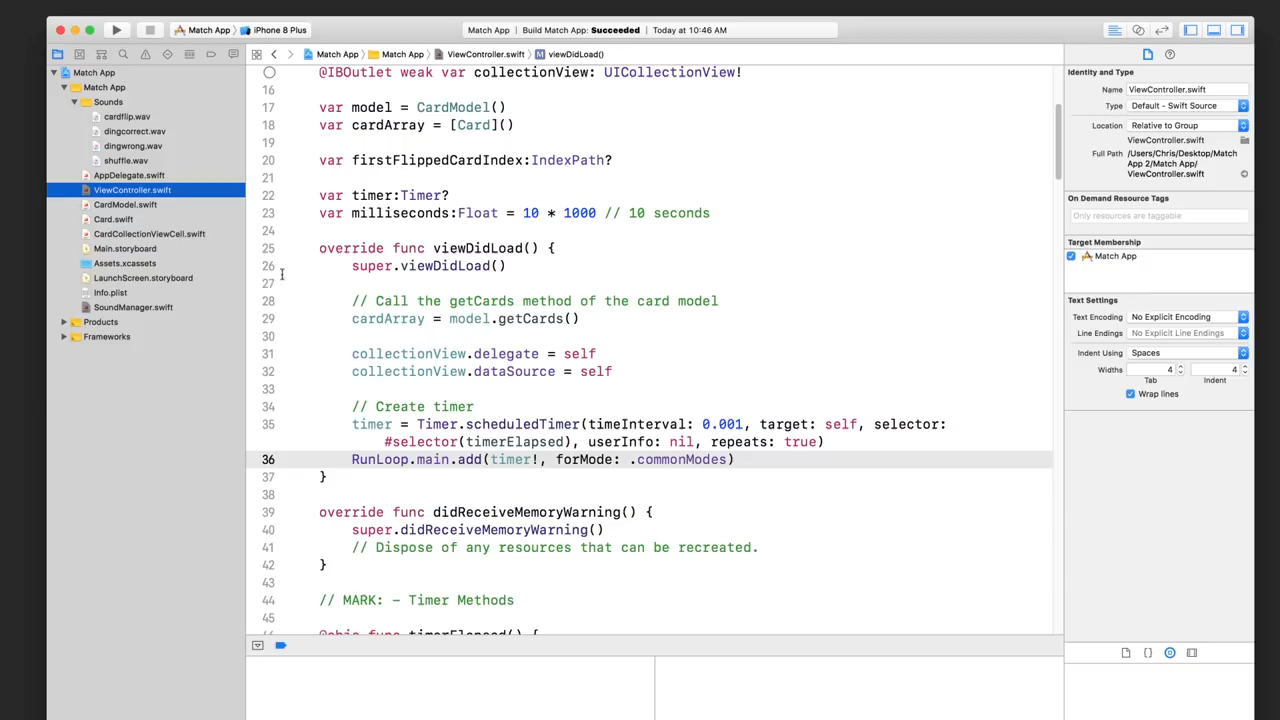 Match App
iPhone 8 Plus
Match App
Build Match App: Succeeded
Today at 10:46 AM
Match App
Match App
ViewController.swift
viewDidLoad()
Match App
Match App
Sounds
cardflip.wav
dingcorrect.wav
dingwrong.wav
shuffle.wav
AppDelegate.swift
ViewController.swift
CardModel.swift
Card.swift
CardCollectionViewCell.swift
Main.storyboard
Assets.xcassets
LaunchScreen.storyboard
Info.plist
SoundManager.swift
Products
Frameworks
@IBOutlet weak var collectionView: UICollectionView!
16
17 var model = CardModel()
18 var cardArray = [Card]()
19
20 var firstFlippedCardIndex:IndexPath?
21
22 var timer:Timer?
23 var milliseconds:Float = 10 * 1000 // 10 seconds
24
25 override func viewDidLoad() {
26 super.viewDidLoad()
27
28 // Call the getCards method of the card model
29 cardArray = model.getCards()
30
31 collectionView.delegate = self
32 collectionView.dataSource = self
33
34 // Create timer
35 timer = Timer.scheduledTimer(timeInterval: 0.001, target: self, selector:
#selector(timerElapsed), userInfo: nil, repeats: true)
36 RunLoop.main.add(timer!, forMode: .commonModes)
37 }
38
39 override func didReceiveMemoryWarning() {
40 super.didReceiveMemoryWarning()
41 // Dispose of any resources that can be recreated.
42 }
43
44 // MARK: - Timer Methods
45
@objc func timerElapsed() {
Identity and Type
Name ViewController.swift
Type Default - Swift Source
Location Relative to Group
ViewController.swift
Full Path /Users/Chris/Desktop/Match
App 2/Match App/
ViewController.swift
On Demand Resource Tags
Only resources are taggable
Target Membership
Match App
Text Settings
Text Encoding No Explicit Encoding
Line Endings No Explicit Line Endings
Indent Using Spaces
Widths 4 4
Tab Indent
Wrap lines